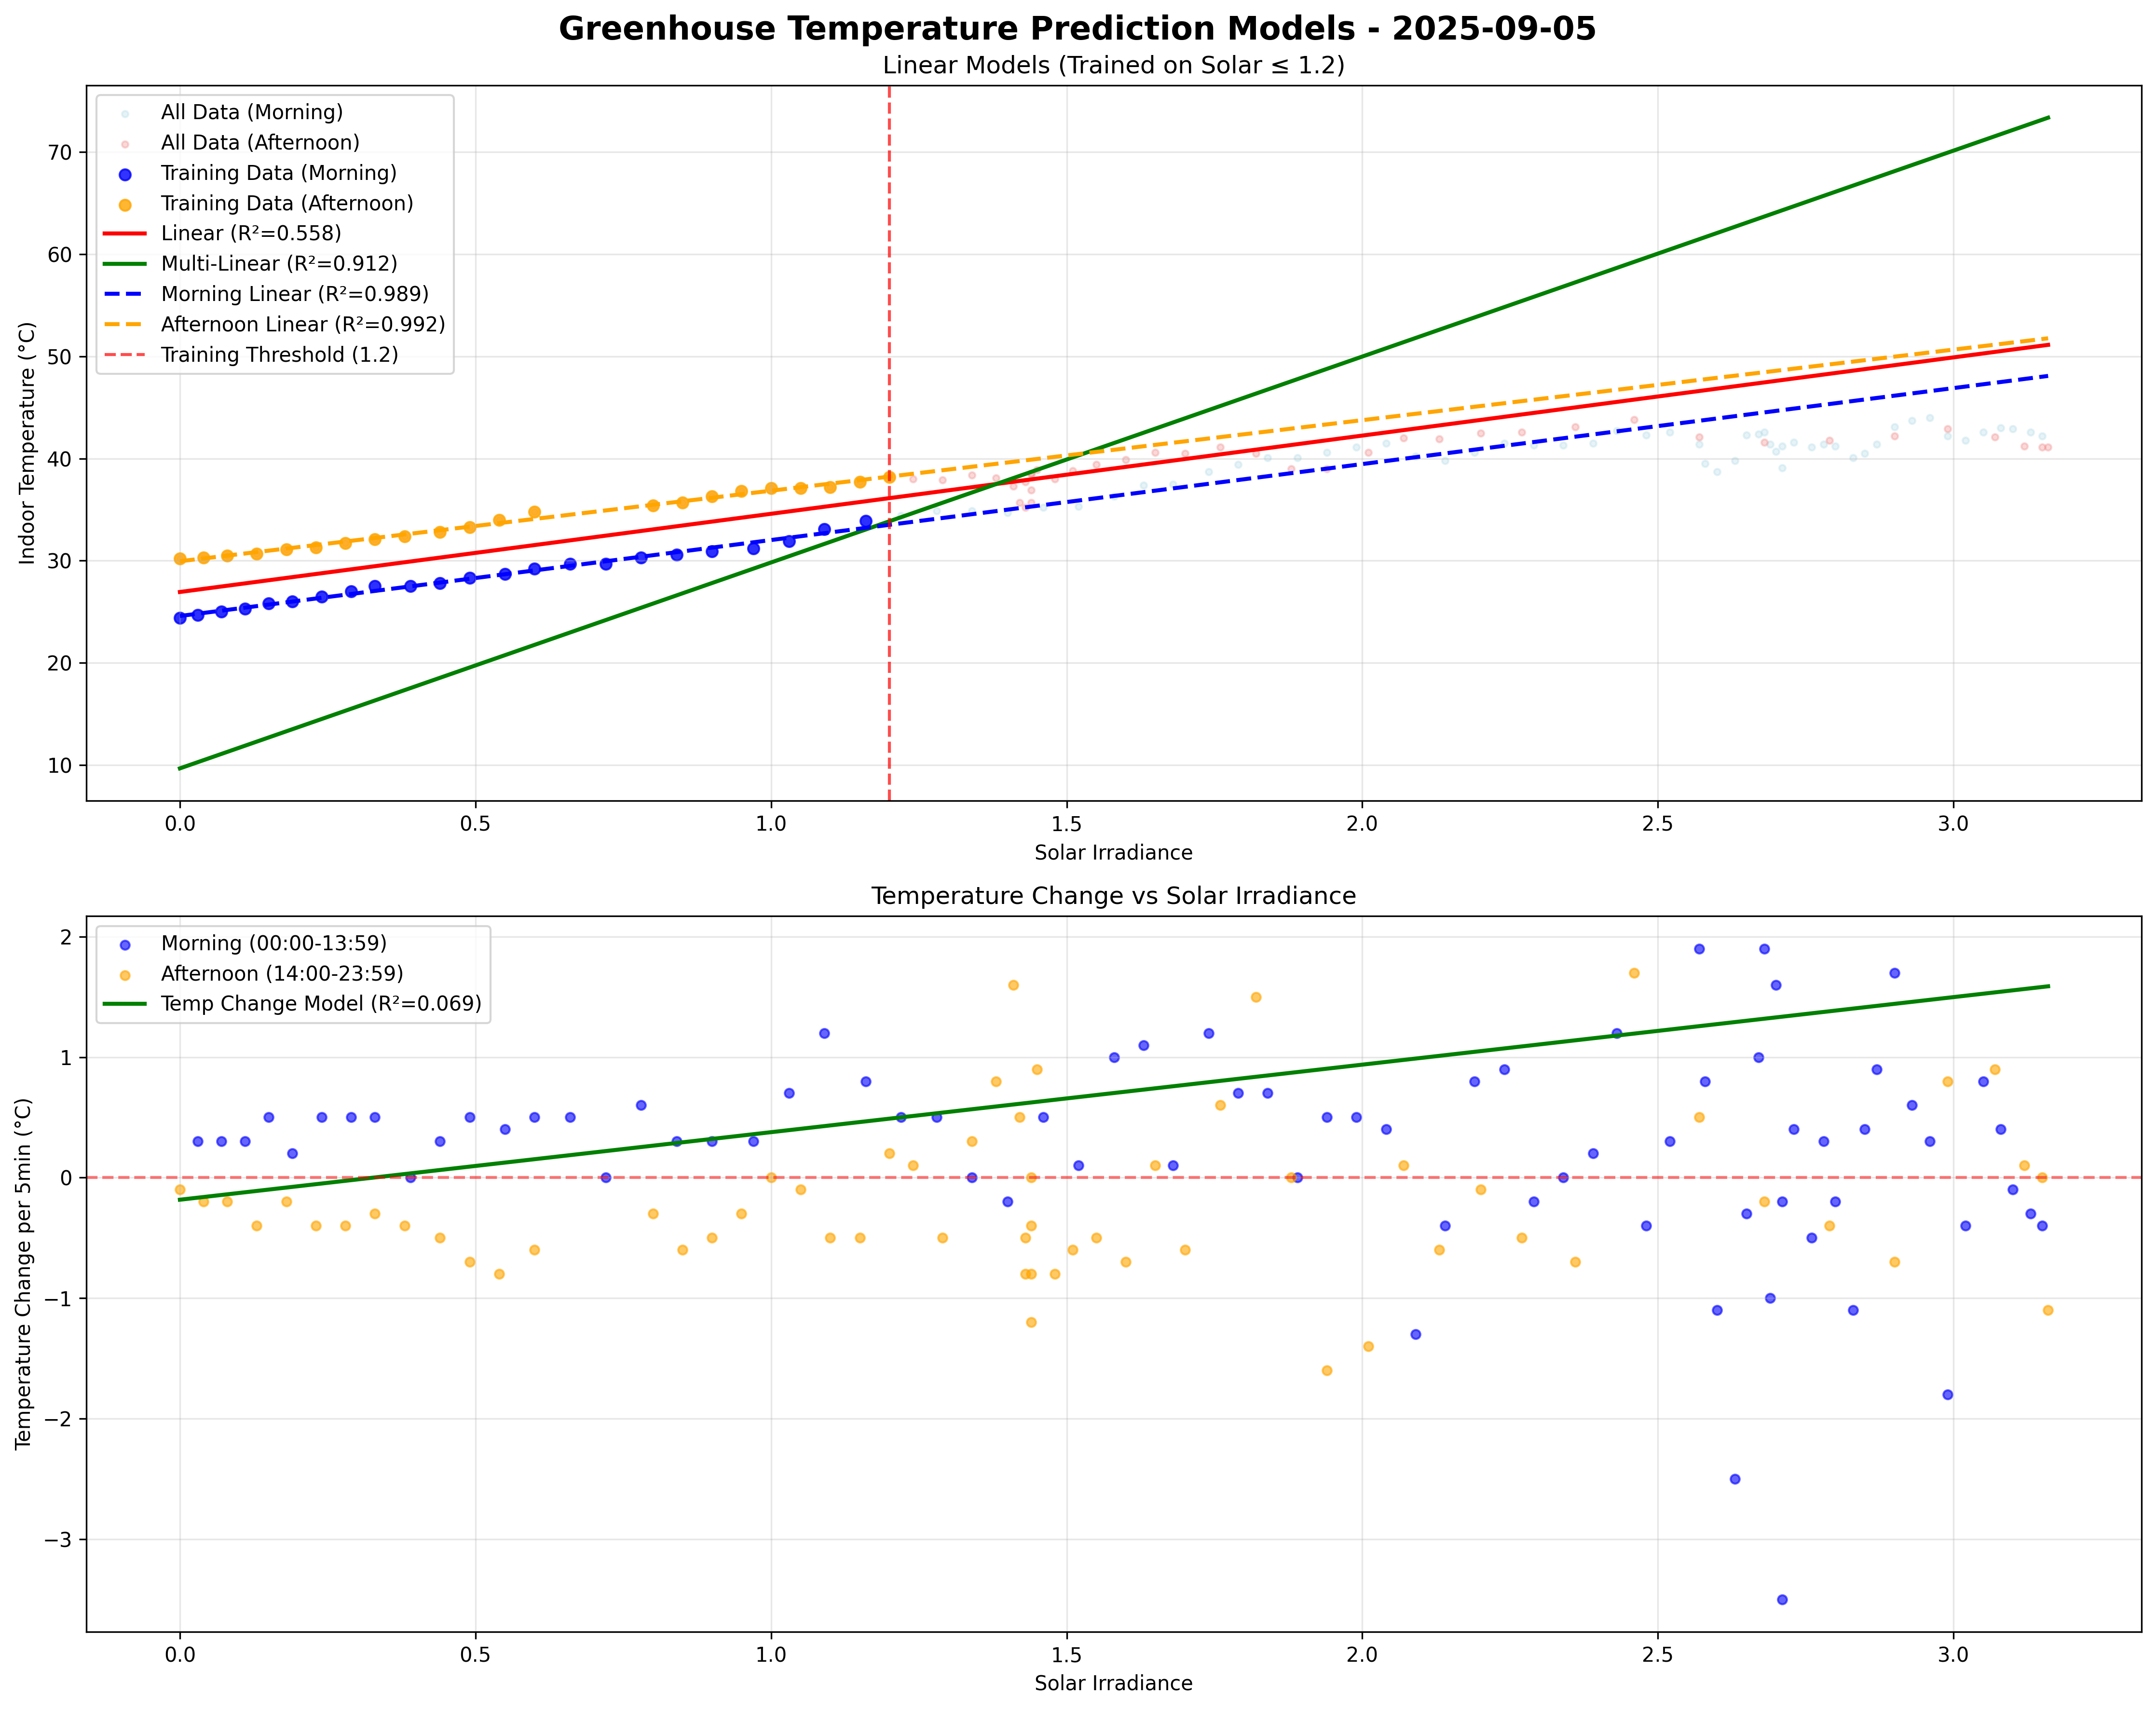 Greenhouse Temperature Prediction Models - 2025-09-05
Linear Models (Trained on Solar ≤ 1.2)
All Data (Morning)
All Data (Afternoon)
Training Data (Morning)
Training Data (Afternoon)
Linear (R²=0.558)
Multi-Linear (R²=0.912)
Morning Linear (R²=0.989)
Afternoon Linear (R²=0.992)
Training Threshold (1.2)
Indoor Temperature (°C)
70
60
50
40
30
20
10
0.0 0.5 1.0 1.5 2.0 2.5 3.0
Solar Irradiance
Temperature Change vs Solar Irradiance
Morning (00:00-13:59)
Afternoon (14:00-23:59)
Temp Change Model (R²=0.069)
Temperature Change per 5min (°C)
2
1
0
−1
−2
−3
0.0 0.5 1.0 1.5 2.0 2.5 3.0
Solar Irradiance